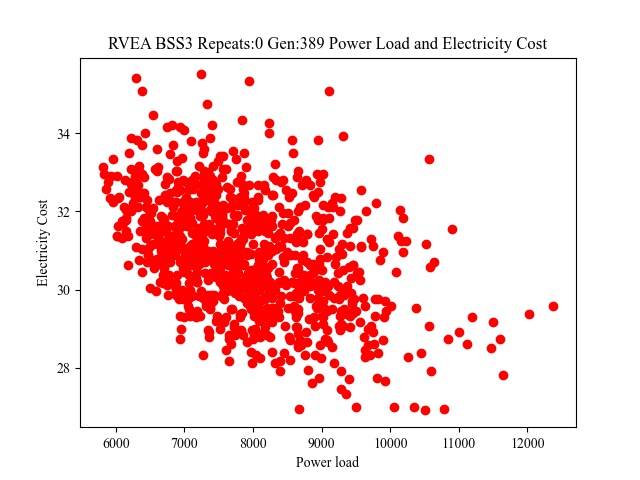 RVEA BSS3 Repeats:0 Gen:389 Power Load and Electricity Cost
34
32
30
28
Electricity Cost
6000 7000 8000 9000 10000 11000 12000
Power load